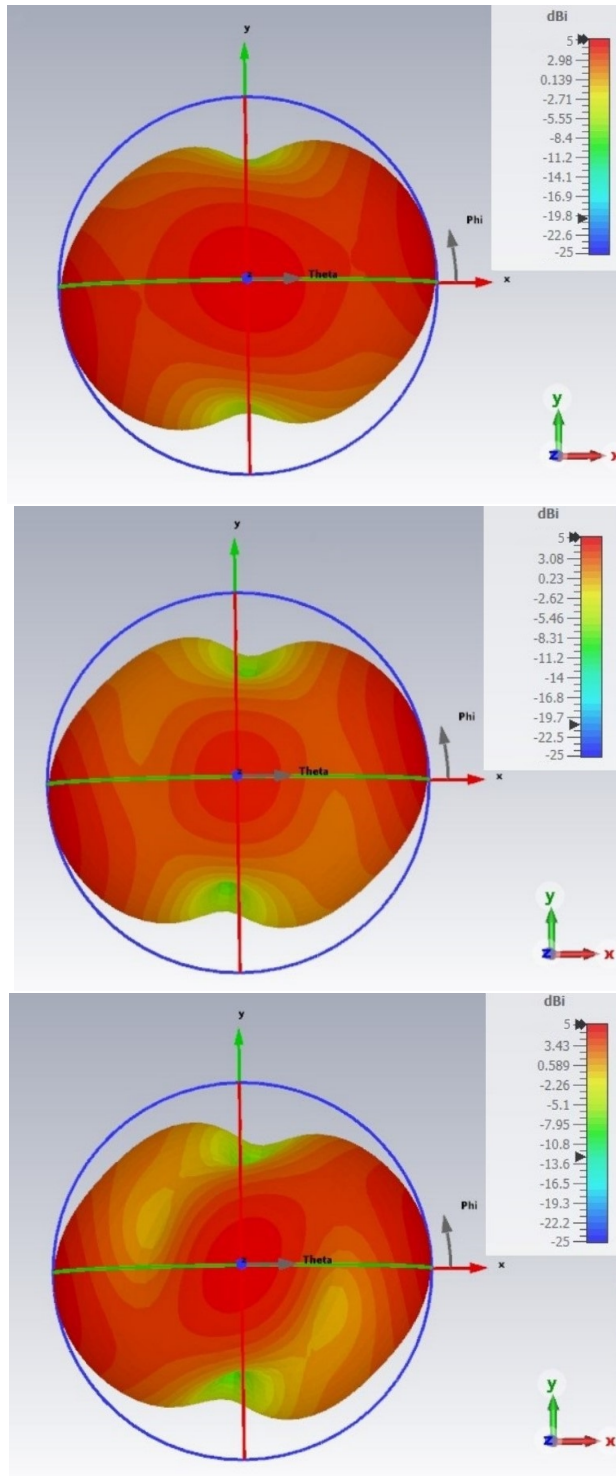 dBi
5
2.98
0.139
-2.71
-5.55
-8.4
-11.2
-14.1
-16.9
-19.8
-22.6
-25
y
Phi
z
Theta
x
y
z
x
dBi
5
3.08
0.23
-2.62
-5.46
-8.31
-11.2
-14
-16.8
-19.7
-22.5
-25
y
Phi
z
Theta
x
y
z
x
dBi
5
3.43
0.589
-2.26
-5.1
-7.95
-10.8
-13.6
-16.5
-19.3
-22.2
-25
y
Phi
z
Theta
x
y
z
x